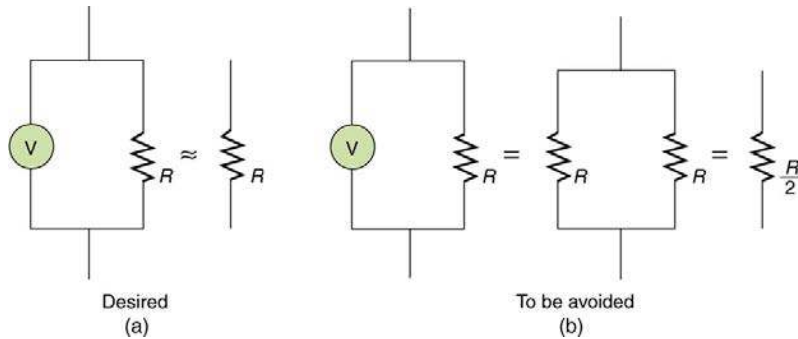 V R ≈ R
V R = R R = R/2
Desired
(a)
To be avoided
(b)